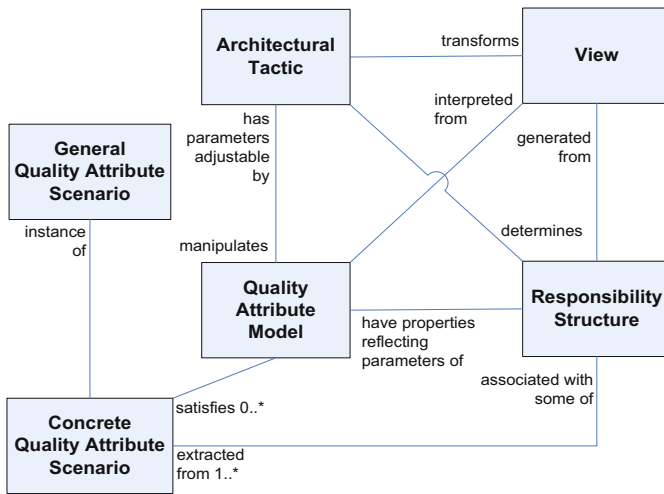 Architectural
Tactic
transforms
View
has
parameters
adjustable
by
interpreted
from
generated
from
General
Quality Attribute
Scenario
instance
of
manipulates
determines
Quality
Attribute
Model
have properties
reflecting
parameters of
Responsibility
Structure
associated with
some of
Concrete
Quality Attribute
Scenario
satisfies 0..*
extracted
from 1..*